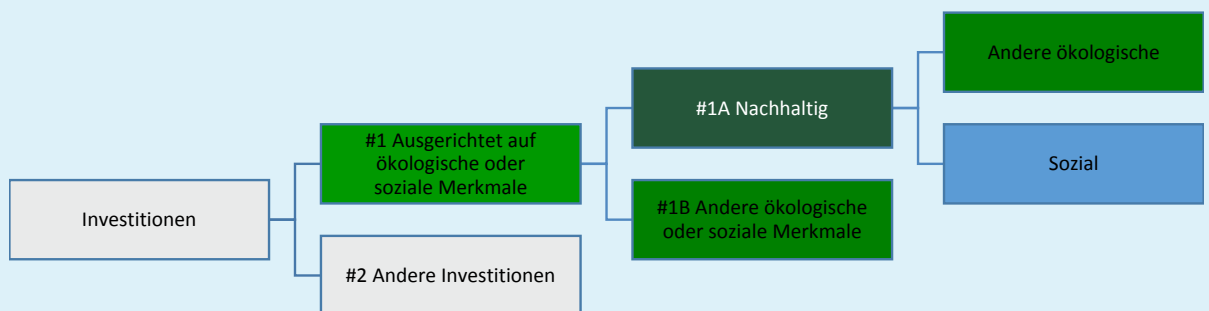 Investitionen
#1 Ausgerichtet auf
ökologische oder
soziale Merkmale
#2 Andere Investitionen
#1A Nachhaltig
#1B Andere ökologische
oder soziale Merkmale
Andere ökologische
Sozial